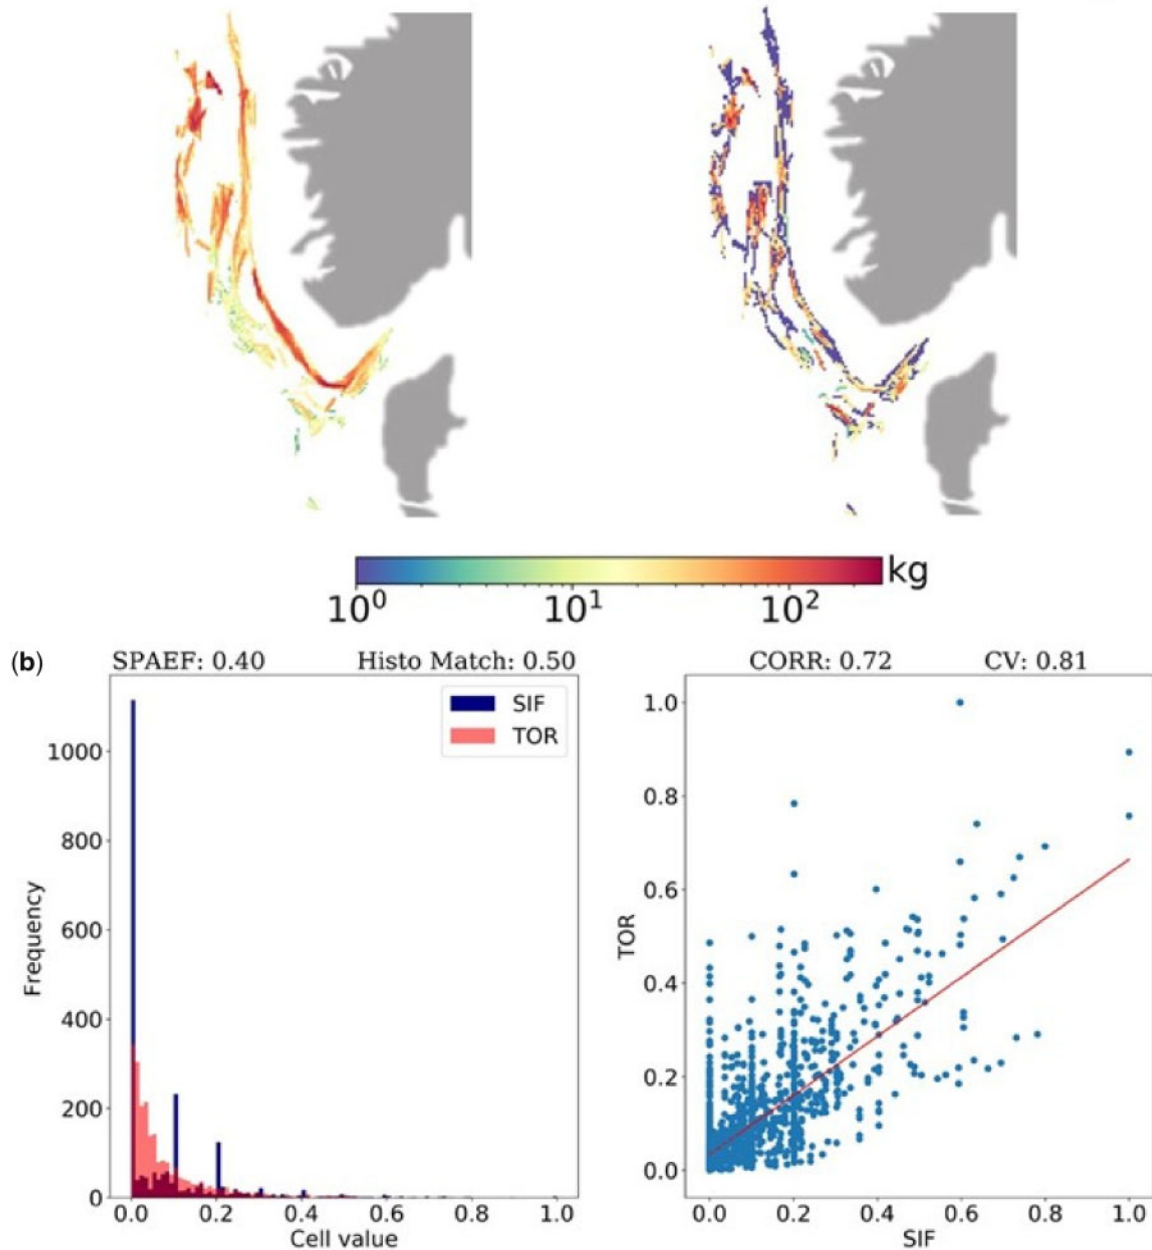 kg
10⁰ 10¹ 10²
(b) SPAEF: 0.40 Histo Match: 0.50 CORR: 0.72 CV: 0.81
SIF
TOR
Frequency
1000
800
600
400
200
0
0.0 0.2 0.4 0.6 0.8 1.0
Cell value
TOR
1.0
0.8
0.6
0.4
0.2
0.0
0.0 0.2 0.4 0.6 0.8 1.0
SIF